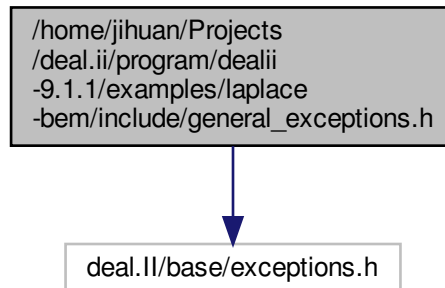 /home/jihuan/Projects
/deal.ii/program/dealii
-9.1.1/examples/laplace
-bem/include/general_exceptions.h
deal.II/base/exceptions.h